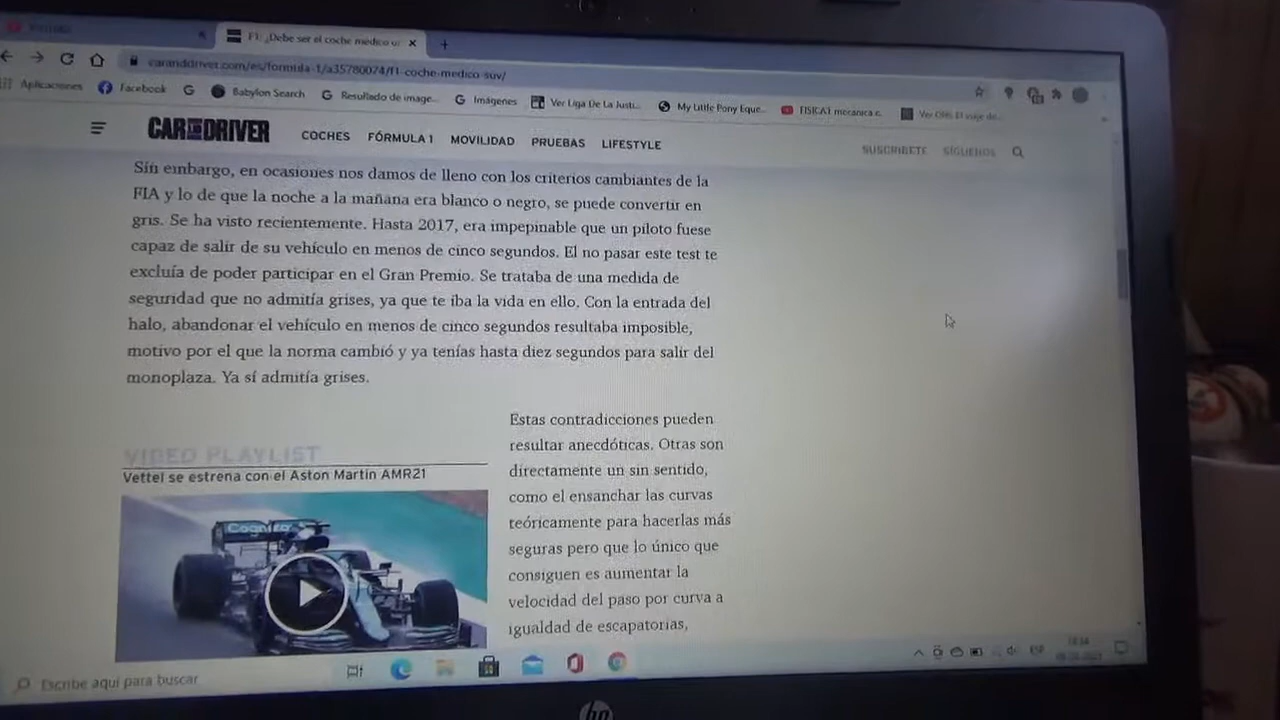 F1: ¿Debe ser el coche médico un
caranddriver.com/es/formula-1/a35780074/f1-coche-medico-suv/
Aplicaciones Facebook Babylon Search Resultado de image... Imágenes Ver Liga De La Justi... My Little Pony Eque... FISICA1 mecanica c.
CAR AND DRIVER COCHES FÓRMULA 1 MOVILIDAD PRUEBAS LIFESTYLE SUSCRIBETE SÍGUENOS
Sin embargo, en ocasiones nos damos de lleno con los criterios cambiantes de la
FIA y lo de que la noche a la mañana era blanco o negro, se puede convertir en
gris. Se ha visto recientemente. Hasta 2017, era impepinable que un piloto fuese
capaz de salir de su vehículo en menos de cinco segundos. El no pasar este test te
excluía de poder participar en el Gran Premio. Se trataba de una medida de
seguridad que no admitía grises, ya que te iba la vida en ello. Con la entrada del
halo, abandonar el vehículo en menos de cinco segundos resultaba imposible,
motivo por el que la norma cambió y ya tenías hasta diez segundos para salir del
monoplaza. Ya sí admitía grises.
VIDEO PLAYLIST
Vettel se estrena con el Aston Martin AMR21
Cognizant
Estas contradicciones pueden
resultar anecdóticas. Otras son
directamente un sin sentido,
como el ensanchar las curvas
teóricamente para hacerlas más
seguras pero que lo único que
consiguen es aumentar la
velocidad del paso por curva a
igualdad de escapatorias,
Escribe aquí para buscar
hp